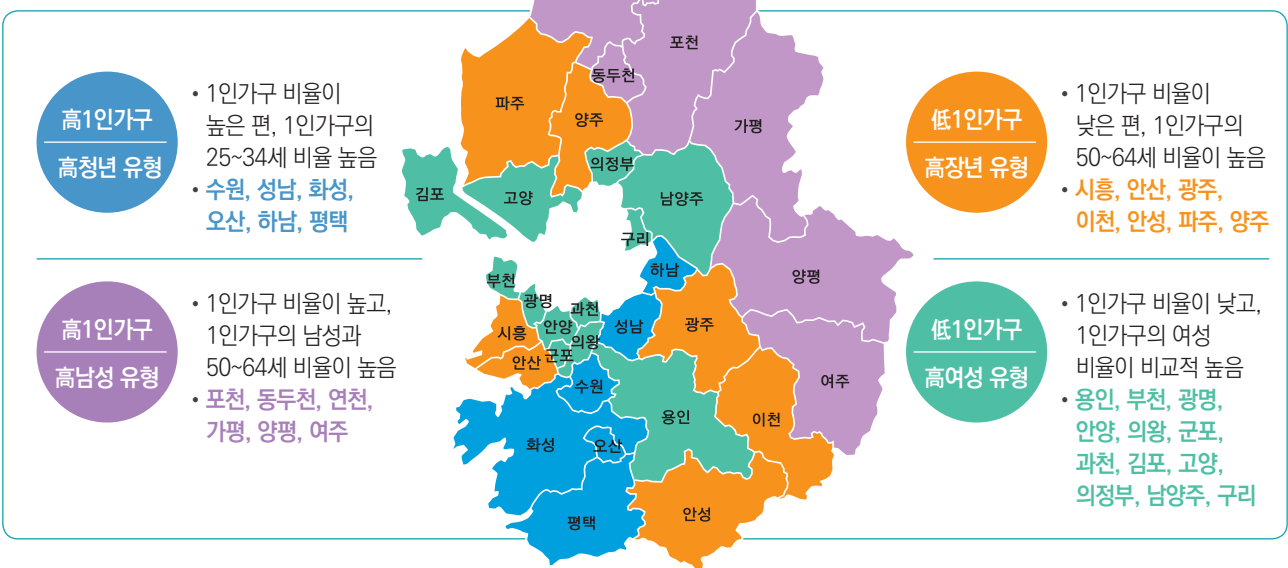 高1인가구
高청년 유형
• 1인가구 비율이
높은 편, 1인가구의
25~34세 비율 높음
• 수원, 성남, 화성,
오산, 하남, 평택
高1인가구
高남성 유형
• 1인가구 비율이 높고,
1인가구의 남성과
50~64세 비율이 높음
• 포천, 동두천, 연천,
가평, 양평, 여주
포천
동두천
파주
양주
가평
의정부
김포
고양
남양주
구리
하남
양평
부천
광명
과천
시흥
안양
성남
광주
의왕
군포
안산
수원
여주
용인
이천
화성
오산
안성
평택
低1인가구
高장년 유형
• 1인가구 비율이
낮은 편, 1인가구의
50~64세 비율이 높음
• 시흥, 안산, 광주,
이천, 안성, 파주, 양주
低1인가구
高여성 유형
• 1인가구 비율이 낮고,
1인가구의 여성
비율이 비교적 높음
• 용인, 부천, 광명,
안양, 의왕, 군포,
과천, 김포, 고양,
의정부, 남양주, 구리